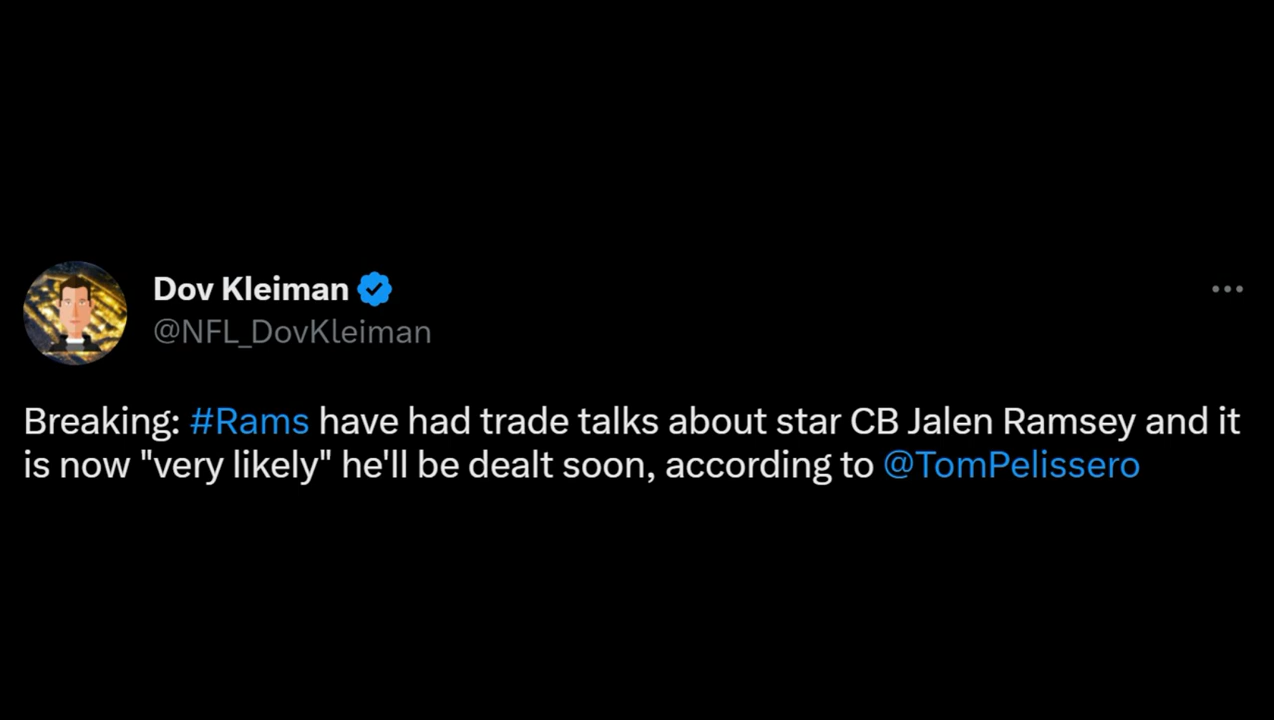 Dov Kleiman
@NFL_DovKleiman
Breaking: #Rams have had trade talks about star CB Jalen Ramsey and it
is now "very likely" he'll be dealt soon, according to @TomPelissero